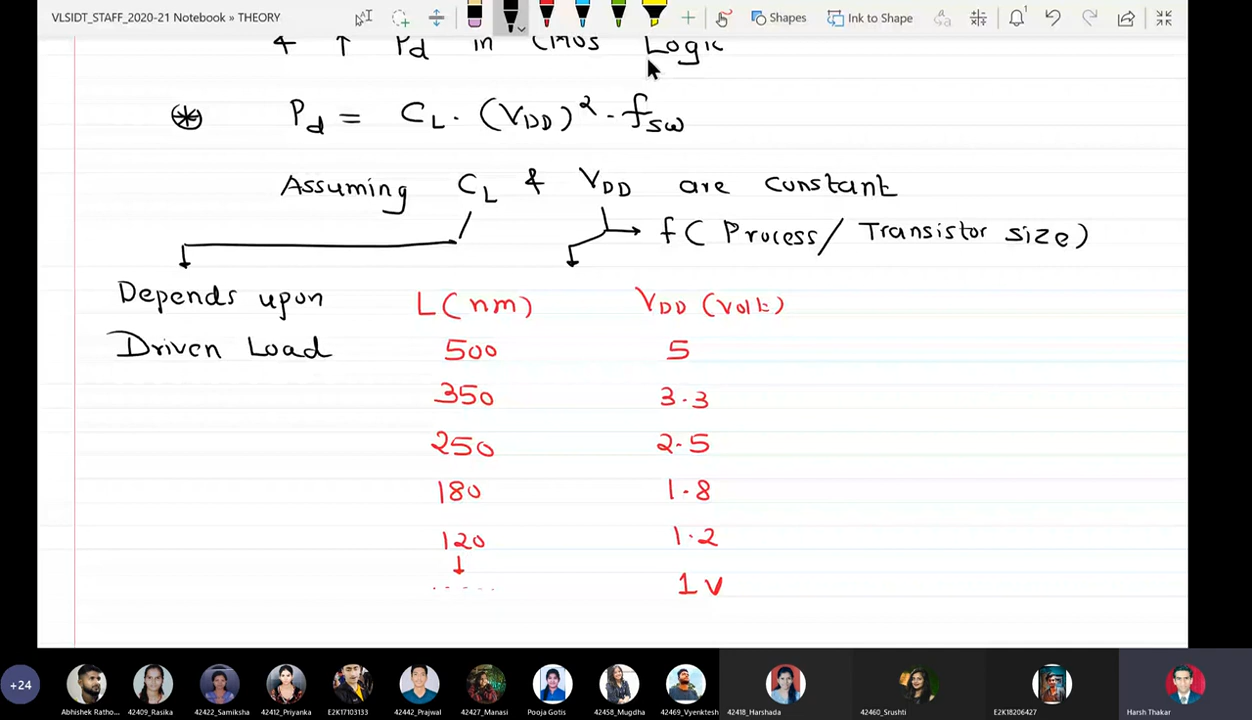 VLSIDT_STAFF_2020-21 Notebook » THEORY
Shapes
Ink to Shape
& ↑ Pd in CMOS Logic
⊛ Pd = CL . (VDD)² . fsw
Assuming CL & VDD are constant
f( Process/ Transistor size)
Depends upon
Driven Load
L(nm) VDD (Volt)
500 5
350 3.3
250 2.5
180 1.8
120 1.2
↓
..... 1 V
+24
Abhishek Ratho...
42409_Rasika
42422_Samiksha
42412_Priyanka
E2K17103133
42442_Prajwal
42427_Manasi
Pooja Gotis
42458_Mugdha
42469_Vyenktesh
42418_Harshada
42460_Srushti
E2K18206427
Harsh Thakar